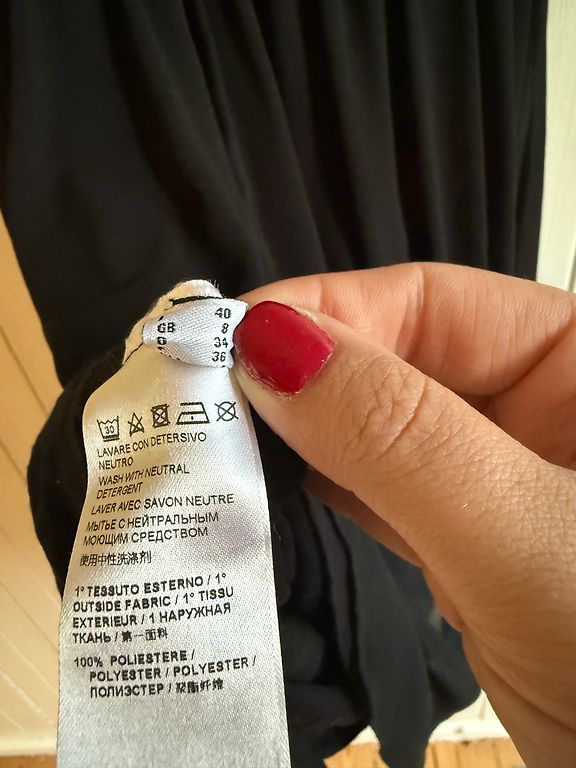 40
GB 8
34
36
30
LAVARE CON DETERSIVO
NEUTRO
WASH WITH NEUTRAL
DETERGENT
LAVER AVEC SAVON NEUTRE
МЫТЬЕ С НЕЙТРАЛЬНЫМ
МОЮЩИМ СРЕДСТВОМ
使用中性洗涤剂
1° TESSUTO ESTERNO / 1°
OUTSIDE FABRIC / 1° TISSU
EXTERIEUR / 1 НАРУЖНАЯ
ТКАНЬ / 第一面料
100% POLIESTERE /
POLYESTER / POLYESTER /
ПОЛИЭСТЕР / 聚酯纤维